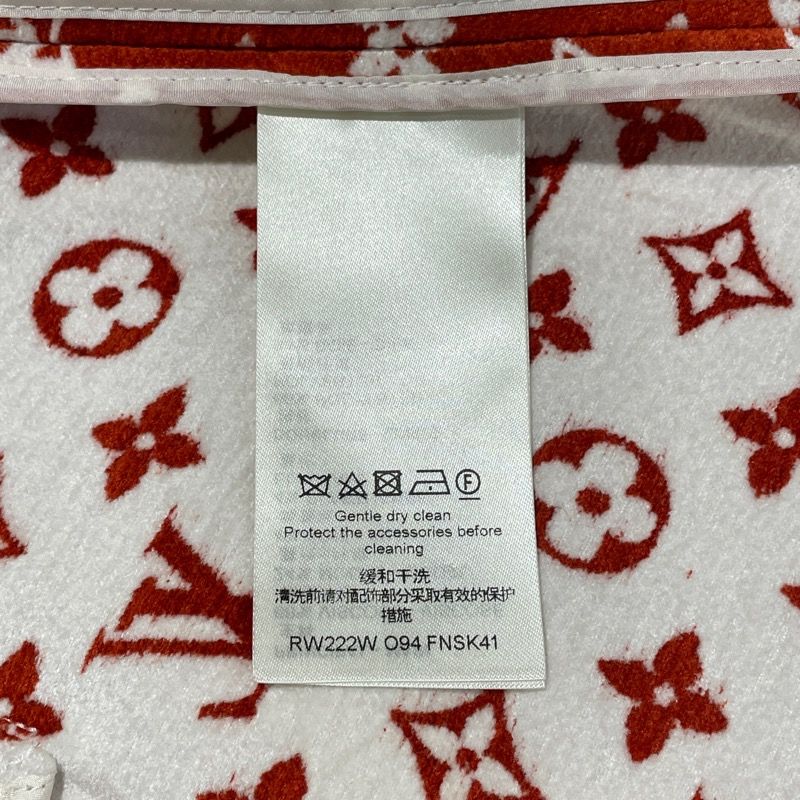 F
Gentle dry clean
Protect the accessories before
cleaning
缓和干洗
清洗前请对配饰部分采取有效的保护
措施
RW222W O94 FNSK41